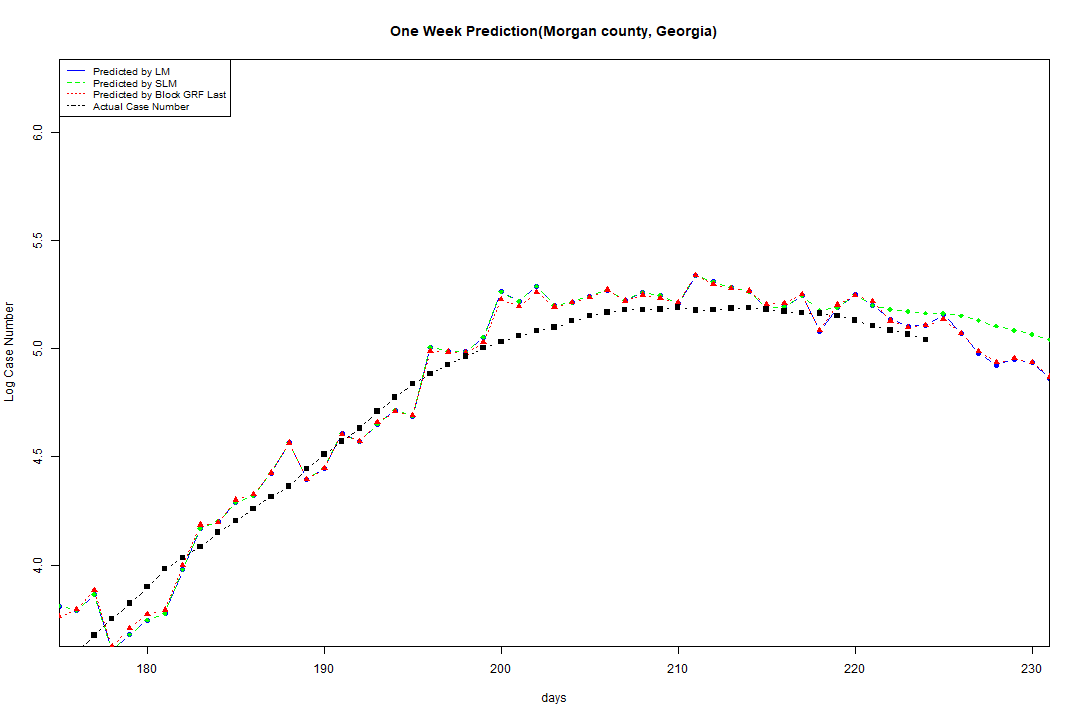 One Week Prediction(Morgan county, Georgia)
Predicted by LM
Predicted by SLM
Predicted by Block GRF Last
Actual Case Number
6.0
5.5
5.0
4.5
4.0
Log Case Number
180 190 200 210 220 230
days